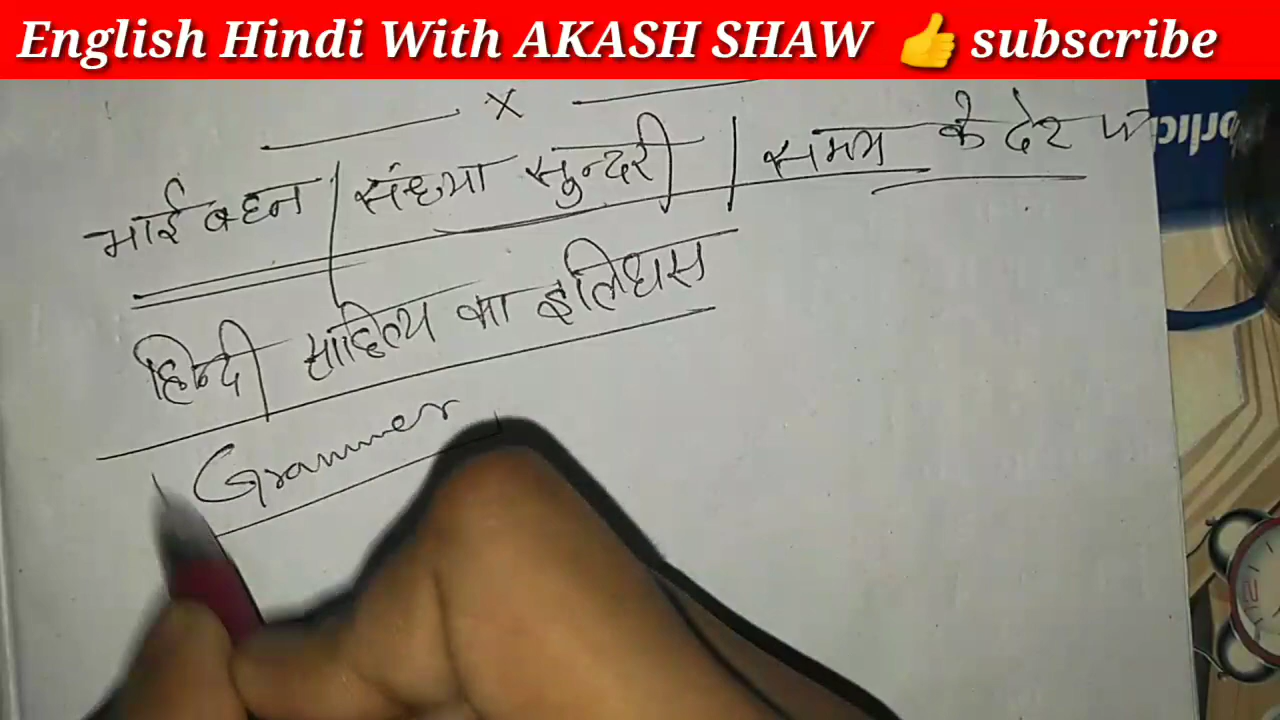 English Hindi With AKASH SHAW 👍 subscribe
X
भाई बहन | संध्या सुन्दरी | समय के देर
हिन्दी साहित्य का इतिहास
Grammer